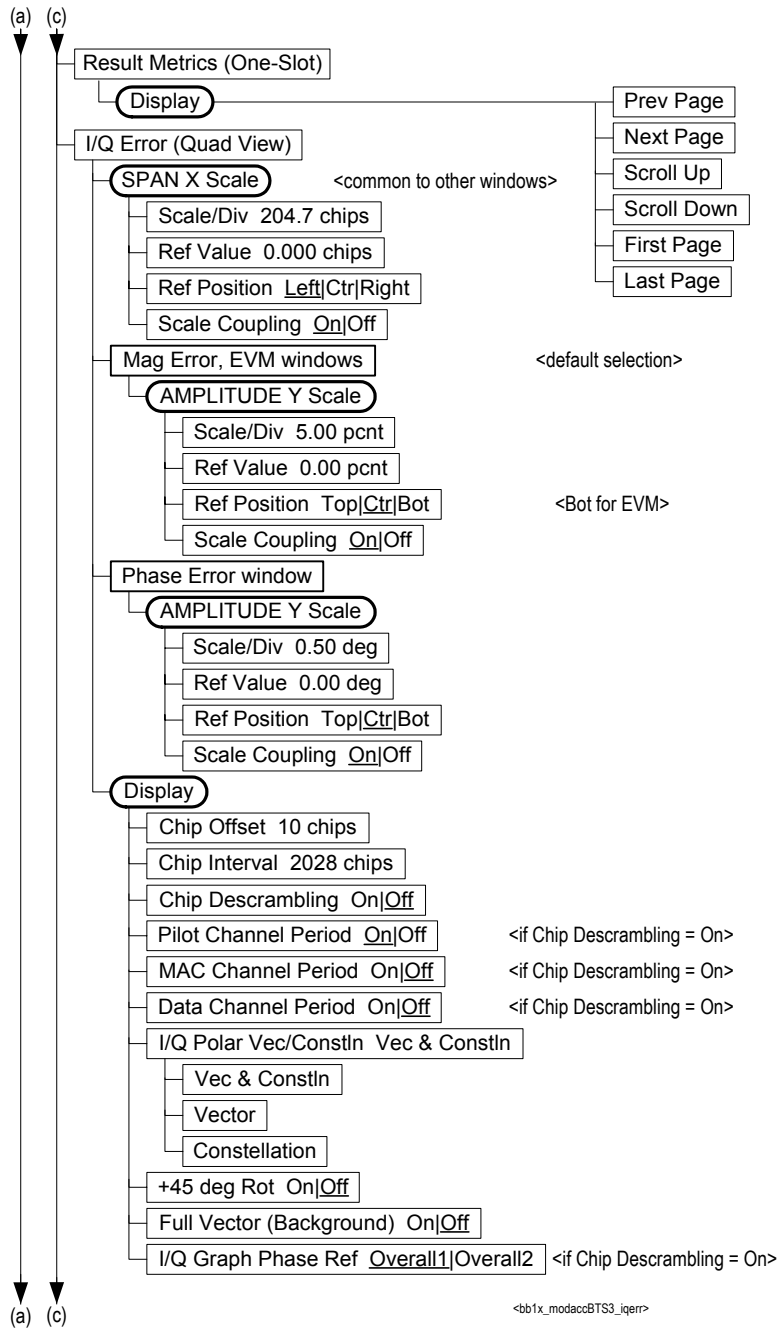 (a) (c)
Result Metrics (One-Slot)
Display
Prev Page
Next Page
Scroll Up
Scroll Down
First Page
Last Page
I/Q Error (Quad View)
SPAN X Scale <common to other windows>
Scale/Div 204.7 chips
Ref Value 0.000 chips
Ref Position Left|Ctr|Right
Scale Coupling On|Off
Mag Error, EVM windows <default selection>
AMPLITUDE Y Scale
Scale/Div 5.00 pcnt
Ref Value 0.00 pcnt
Ref Position Top|Ctr|Bot <Bot for EVM>
Scale Coupling On|Off
Phase Error window
AMPLITUDE Y Scale
Scale/Div 0.50 deg
Ref Value 0.00 deg
Ref Position Top|Ctr|Bot
Scale Coupling On|Off
Display
Chip Offset 10 chips
Chip Interval 2028 chips
Chip Descrambling On|Off
Pilot Channel Period On|Off <if Chip Descrambling = On>
MAC Channel Period On|Off <if Chip Descrambling = On>
Data Channel Period On|Off <if Chip Descrambling = On>
I/Q Polar Vec/Constln Vec & Constln
Vec & Constln
Vector
Constellation
+45 deg Rot On|Off
Full Vector (Background) On|Off
I/Q Graph Phase Ref Overall1|Overall2 <if Chip Descrambling = On>
(a) (c)
<bb1x_modaccBTS3_iqerr>